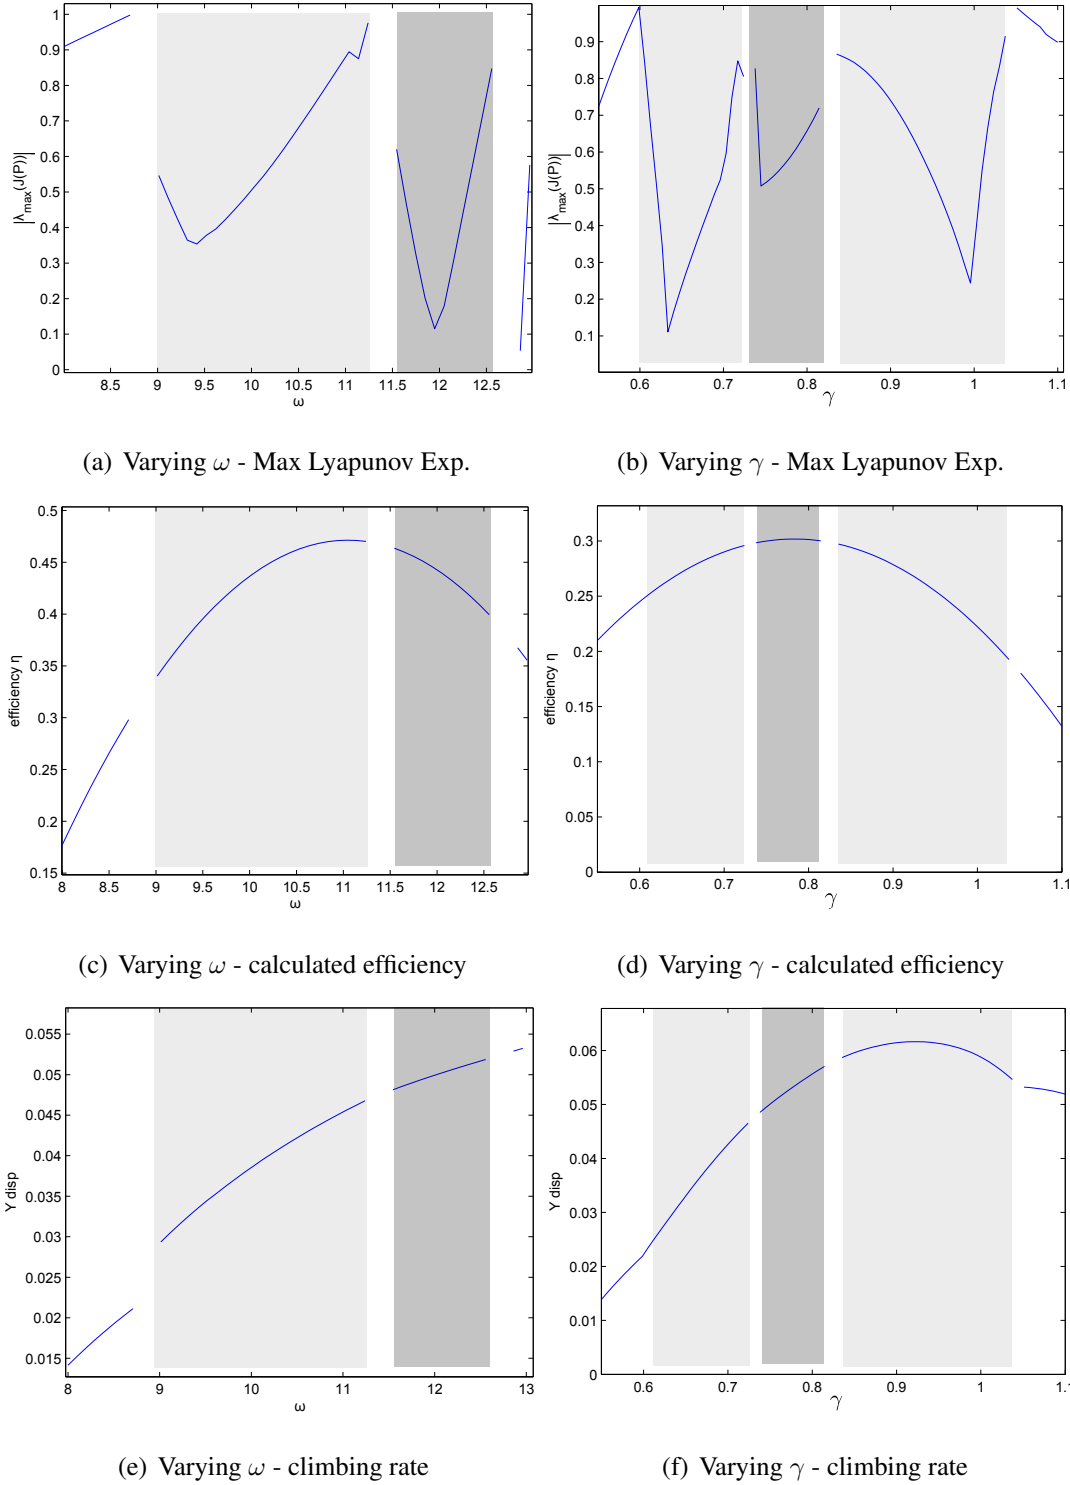 1
0.9
0.8
0.7
0.6
0.5
0.4
0.3
0.2
0.1
0
|λmax(J(P))|
8.5 9 9.5 10 10.5 11 11.5 12 12.5
ω
(a) Varying ω - Max Lyapunov Exp.
0.9
0.8
0.7
0.6
0.5
0.4
0.3
0.2
0.1
|λmax(J(P))|
0.6 0.7 0.8 0.9 1 1.1
γ
(b) Varying γ - Max Lyapunov Exp.
0.5
0.45
0.4
0.35
0.3
0.25
0.2
0.15
efficiency η
8 9 9.5 10 10.5 11 11.5 12 12.5
ω
(c) Varying ω - calculated efficiency
0.3
0.25
0.2
0.15
0.1
0.05
0
efficiency η
0.6 0.7 0.8 0.9 1 1.1
γ
(d) Varying γ - calculated efficiency
0.055
0.05
0.045
0.04
0.035
0.03
0.025
0.02
0.015
Y disp
8 9 10 11 12 13
ω
(e) Varying ω - climbing rate
0.06
0.05
0.04
0.03
0.02
0.01
0
Y disp
0.6 0.7 0.8 0.9 1 1.1
γ
(f) Varying γ - climbing rate